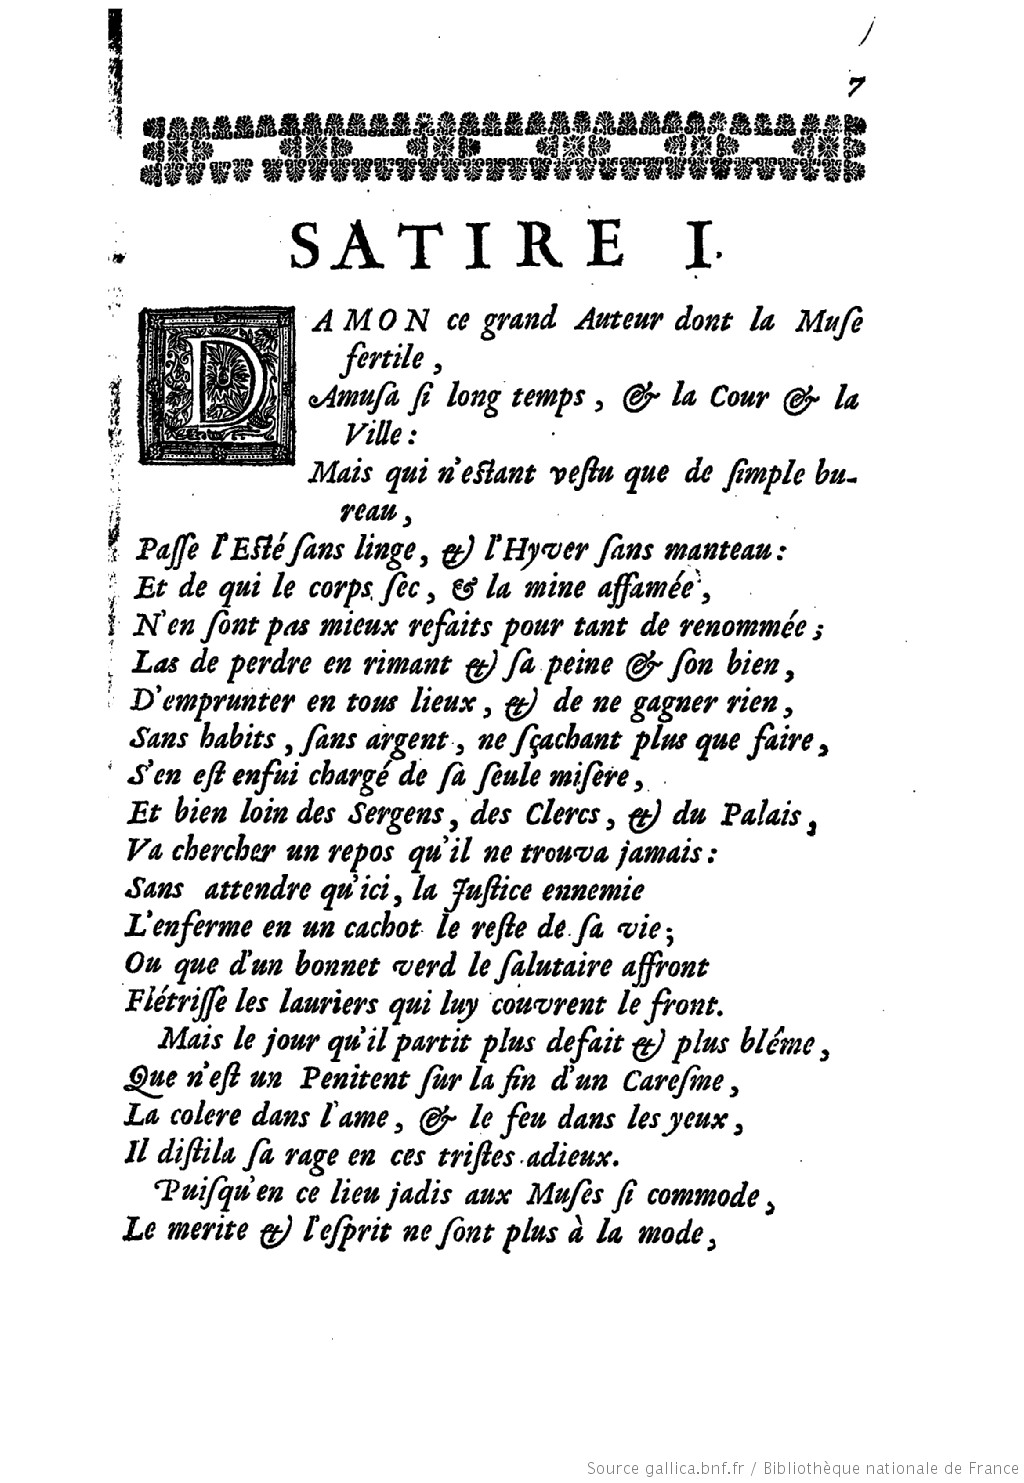 7
SATIRE I.
DAMON ce grand Auteur dont la Muſe
fertile,
Amuſa ſi long temps, & la Cour & la
Ville:
Mais qui n'eſtant veſtu que de ſimple bu-
reau,
Paſſe l'Eſté ſans linge, & l'Hyver ſans manteau:
Et de qui le corps ſec, & la mine affamée,
N'en ſont pas mieux refaits pour tant de renommée;
Las de perdre en rimant & ſa peine & ſon bien,
D'emprunter en tous lieux, & de ne gagner rien,
Sans habits, ſans argent, ne ſçachant plus que faire,
S'en eſt enfui chargé de ſa ſeule miſere,
Et bien loin des Sergens, des Clercs, & du Palais,
Va chercher un repos qu'il ne trouva jamais:
Sans attendre qu'ici, la Juſtice ennemie
L'enferme en un cachot le reſte de ſa vie;
Ou que d'un bonnet verd le ſalutaire affront
Flétriſſe les lauriers qui luy couvrent le front.
Mais le jour qu'il partit plus defait & plus blême,
Que n'eſt un Penitent ſur la fin d'un Careſme,
La colere dans l'ame, & le feu dans les yeux,
Il diſtila ſa rage en ces triſtes adieux.
Puiſqu'en ce lieu jadis aux Muſes ſi commode,
Le merite & l'eſprit ne ſont plus à la mode,
Source gallica.bnf.fr / Bibliothèque nationale de France